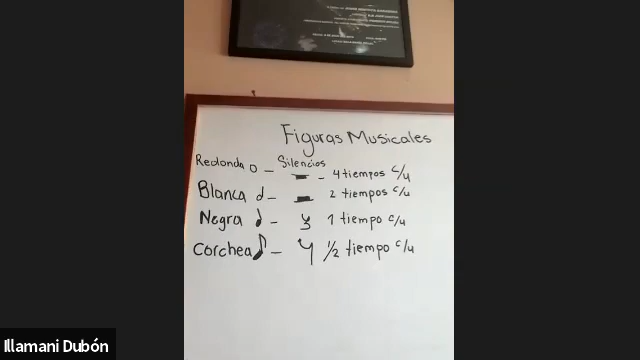 Figuras Musicales
Redonda Silencios 4 tiempos c/u
Blanca 2 tiempos c/u
Negra 1 tiempo c/u
Corchea 1/2 tiempo c/u
Illamani Dubón